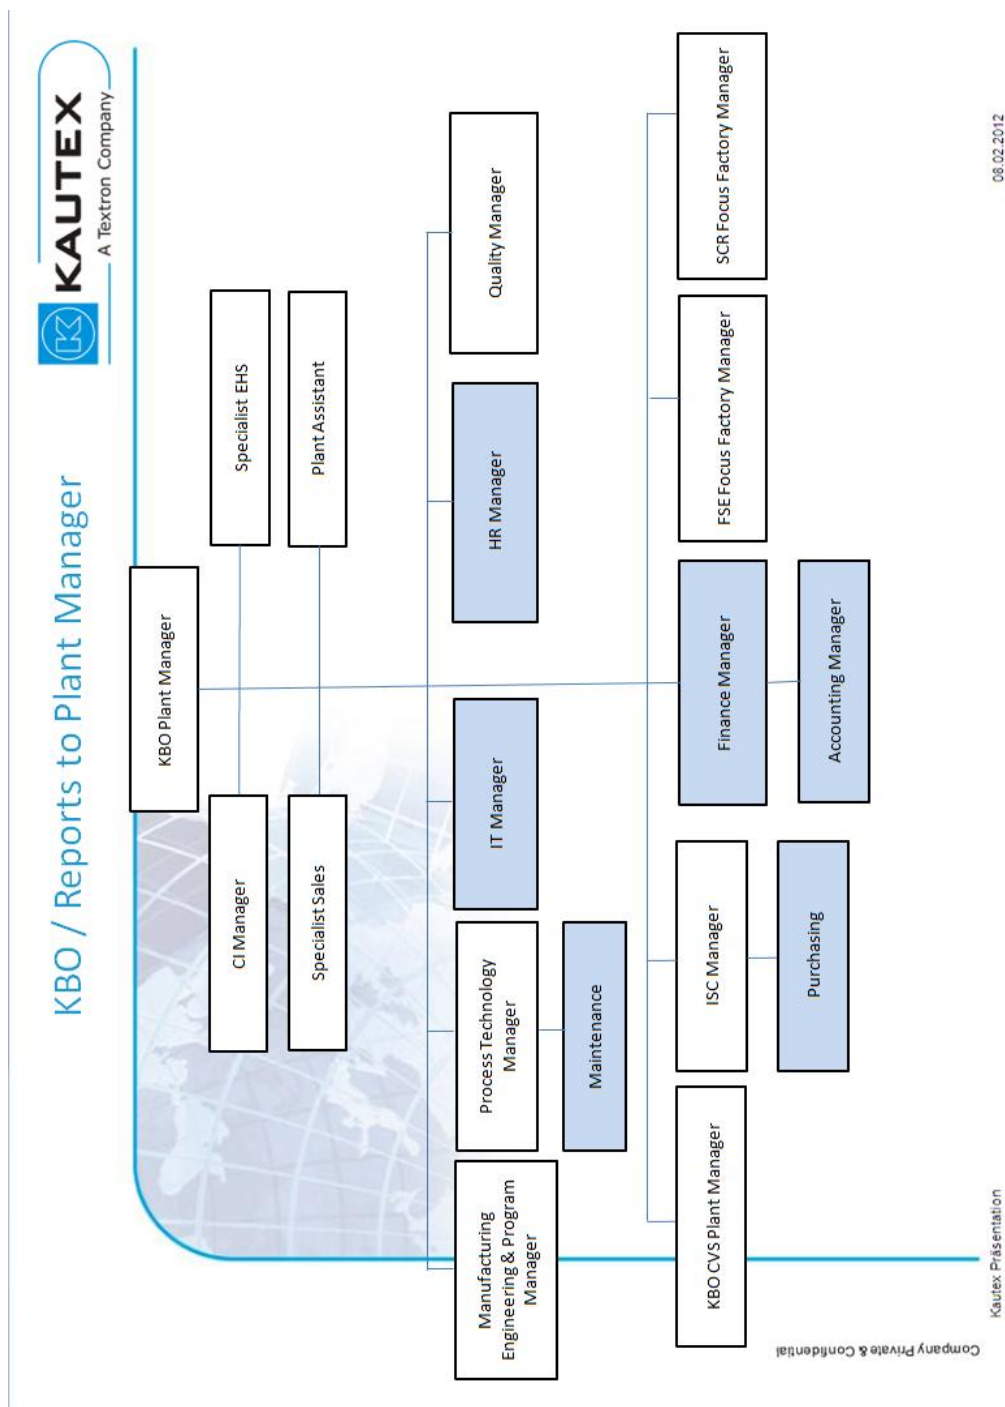 KBO / Reports to Plant Manager
K KAUTEX
A Textron Company
KBO Plant Manager
CI Manager
Specialist EHS
Specialist Sales
Plant Assistant
Manufacturing
Engineering & Program
Manager
Process Technology
Manager
IT Manager
HR Manager
Quality Manager
Maintenance
KBO CVS Plant Manager
ISC Manager
Finance Manager
FSE Focus Factory Manager
SCR Focus Factory Manager
Purchasing
Accounting Manager
Company Private & Confidential
Kautex Präsentation
08.02.2012